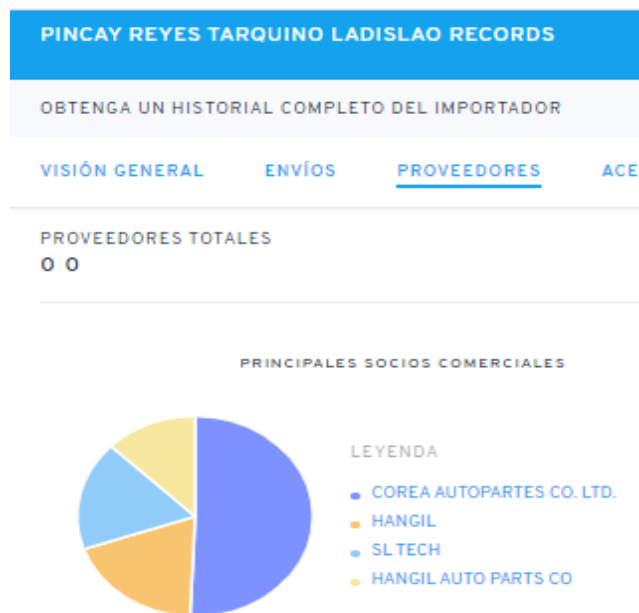 PINCAY REYES TARQUINO LADISLAO RECORDS
OBTENGA UN HISTORIAL COMPLETO DEL IMPORTADOR
VISIÓN GENERAL ENVÍOS PROVEEDORES ACE
PROVEEDORES TOTALES
0 0
PRINCIPALES SOCIOS COMERCIALES
LEYENDA
COREA AUTOPARTES CO. LTD.
HANGIL
SL TECH
HANGIL AUTO PARTS CO